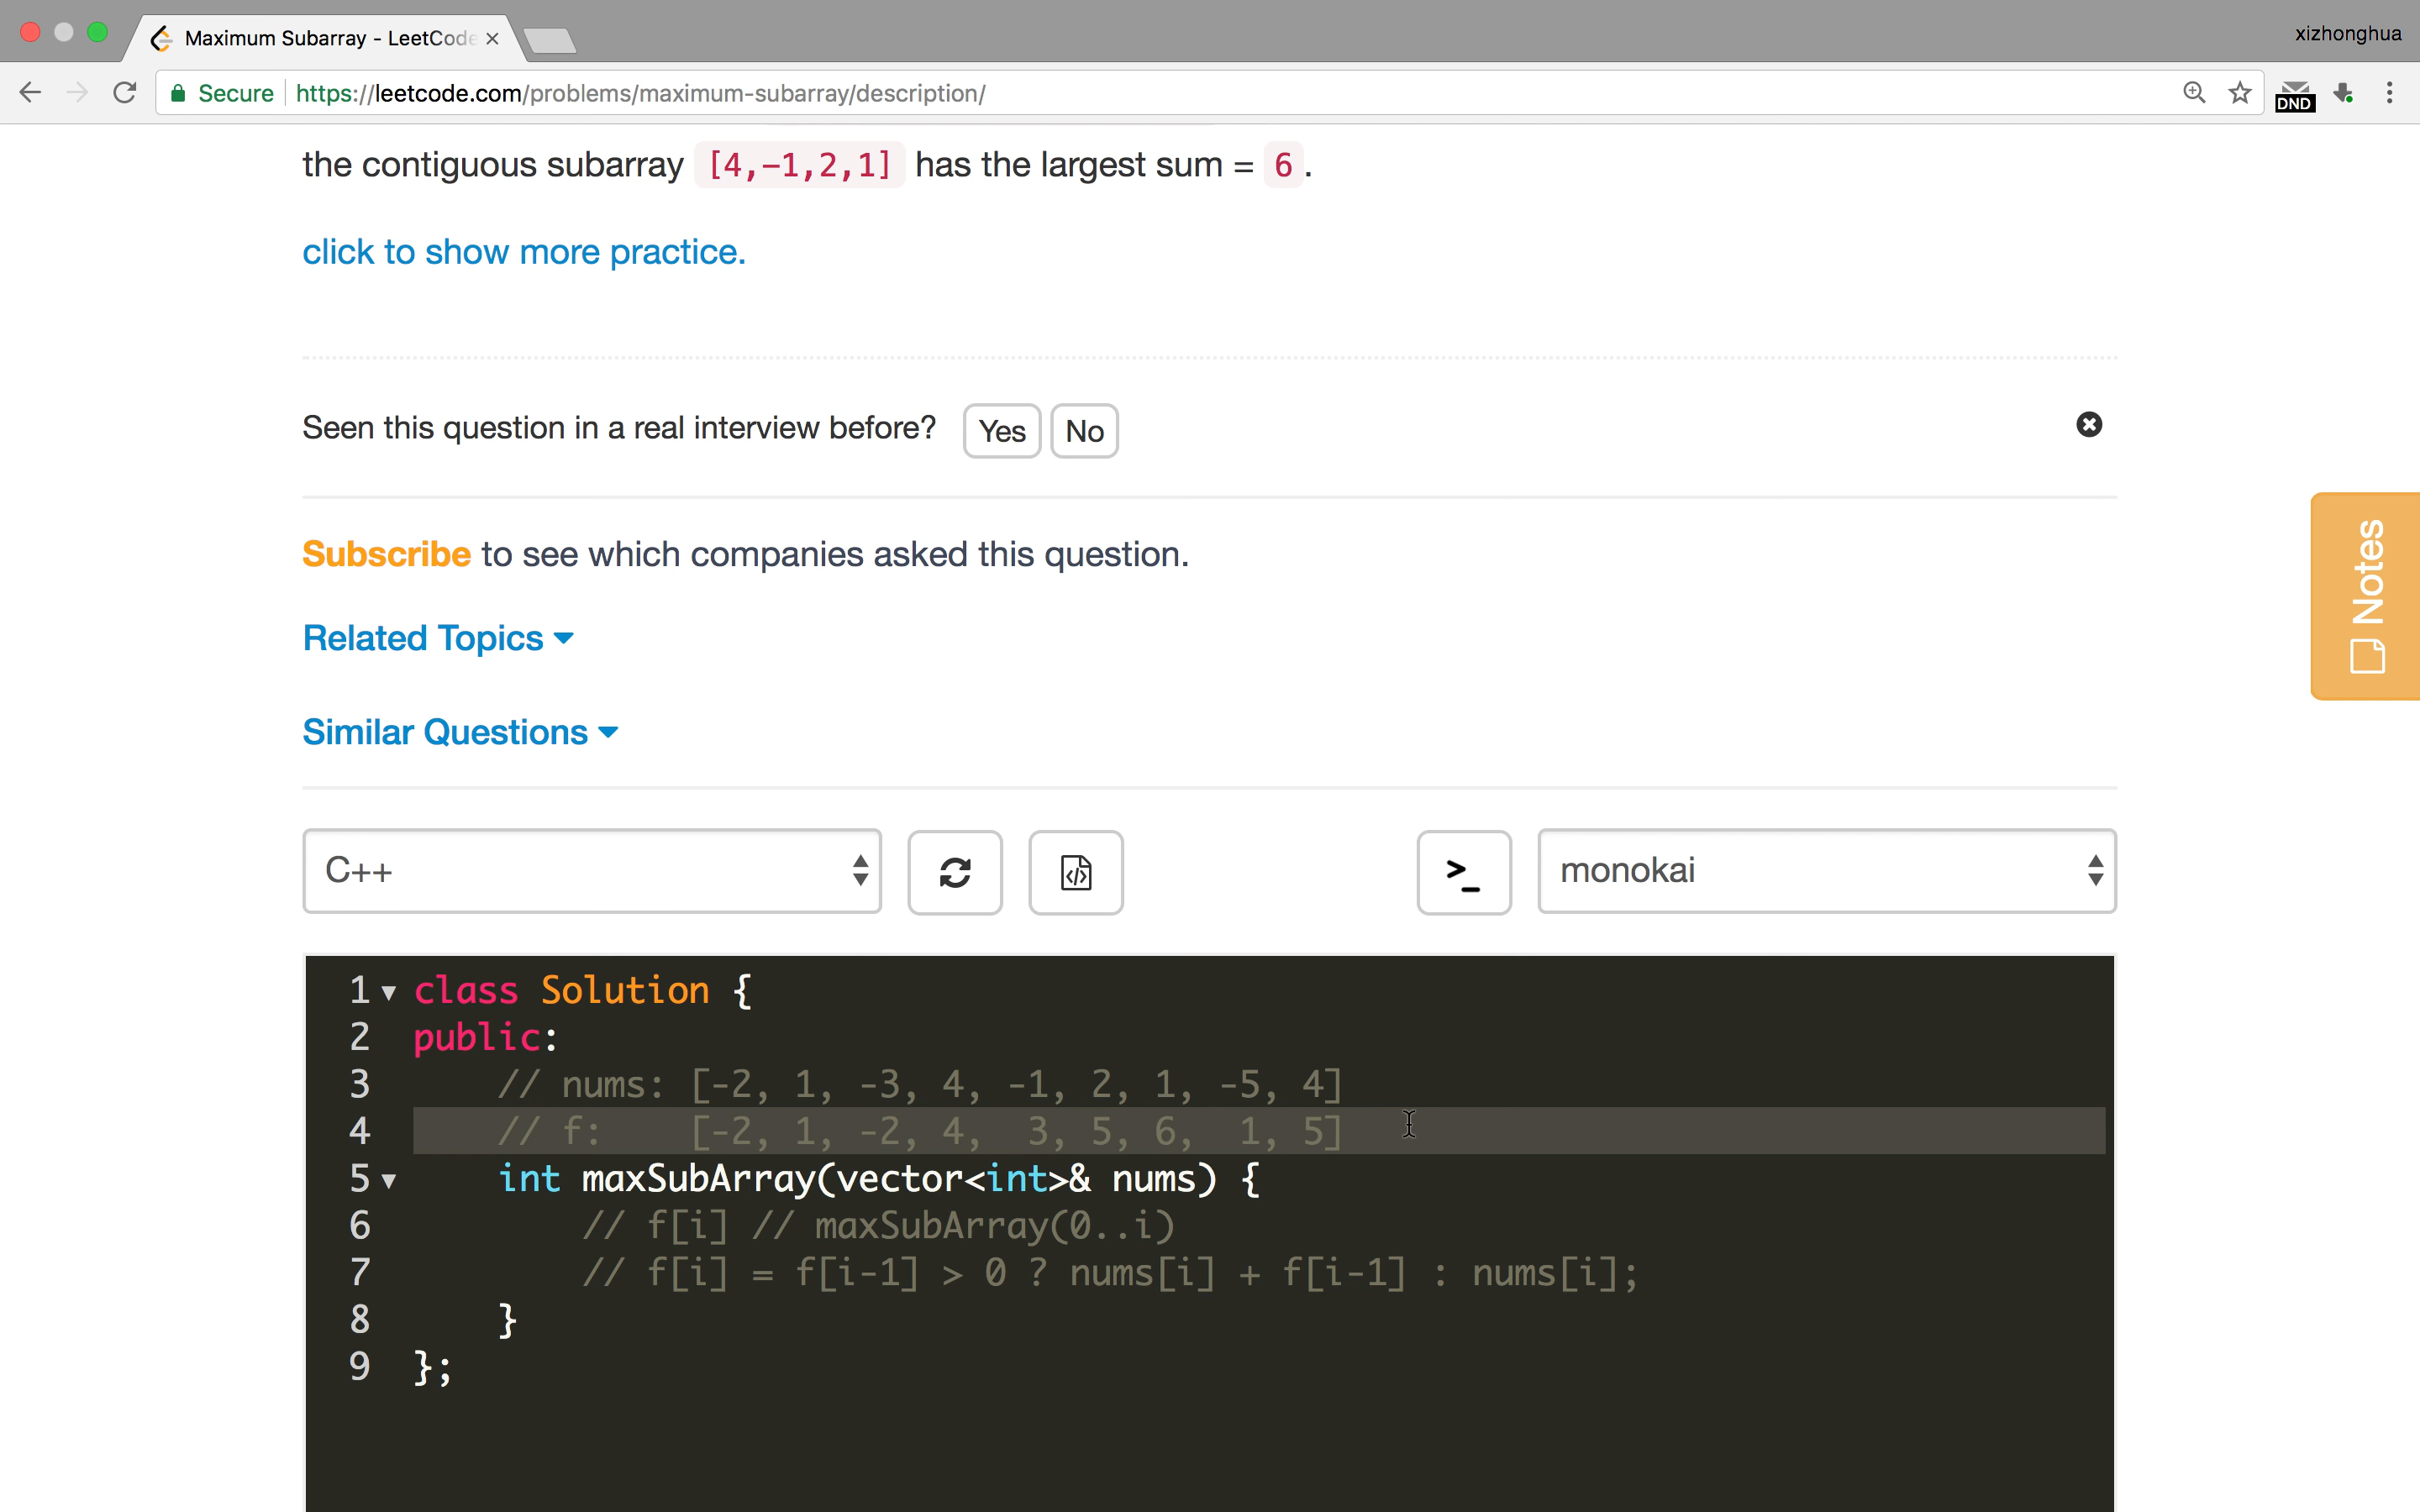 Maximum Subarray - LeetCode
xizhonghua
Secure https://leetcode.com/problems/maximum-subarray/description/
DND
the contiguous subarray [4,−1,2,1] has the largest sum = 6.
click to show more practice.
Seen this question in a real interview before? Yes No
Subscribe to see which companies asked this question.
Notes
Related Topics
Similar Questions
C++ >_ monokai
1 class Solution {
2 public:
3 // nums: [-2, 1, -3, 4, -1, 2, 1, -5, 4]
4 // f: [-2, 1, -2, 4, 3, 5, 6, 1, 5]
5 int maxSubArray(vector<int>& nums) {
6 // f[i] // maxSubArray(0..i)
7 // f[i] = f[i-1] > 0 ? nums[i] + f[i-1] : nums[i];
8 }
9 };